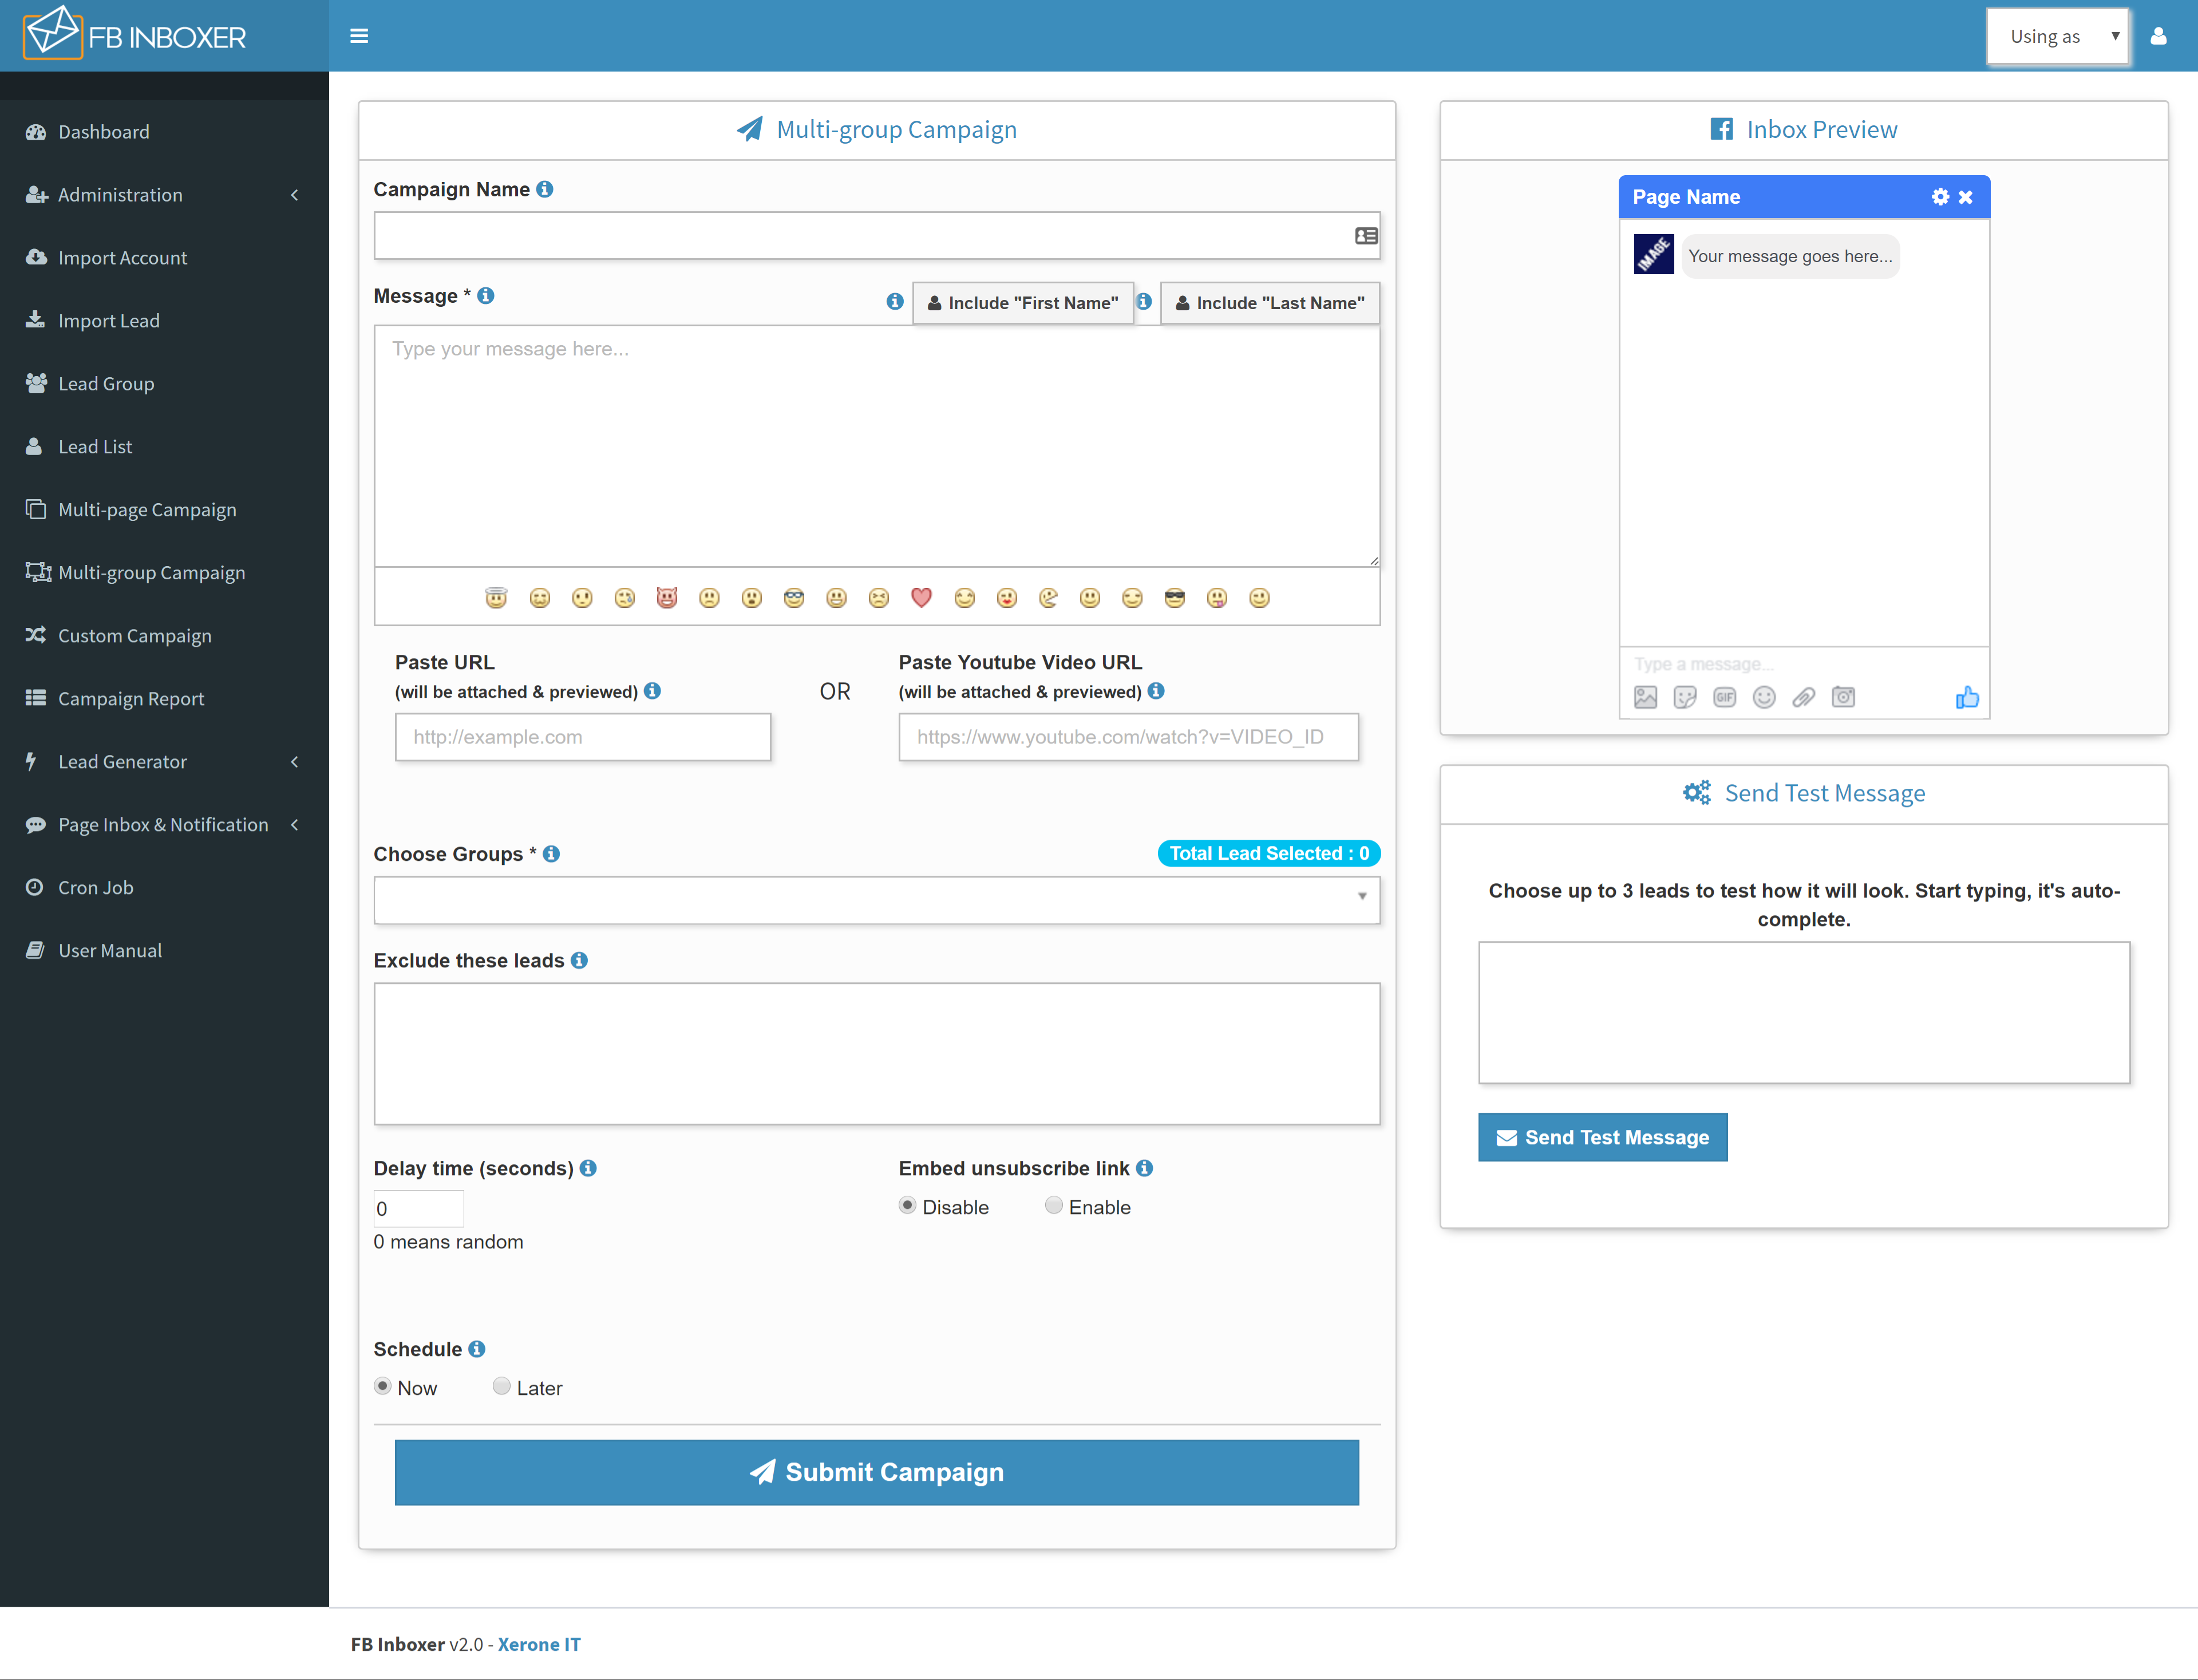 FB INBOXER
Using as
Dashboard
Administration
Import Account
Import Lead
Lead Group
Lead List
Multi-page Campaign
Multi-group Campaign
Custom Campaign
Campaign Report
Lead Generator
Page Inbox & Notification
Cron Job
User Manual
Multi-group Campaign
Campaign Name
Message *
Include "First Name"
Include "Last Name"
Type your message here...
Paste URL
(will be attached & previewed)
http://example.com
OR
Paste Youtube Video URL
(will be attached & previewed)
https://www.youtube.com/watch?v=VIDEO_ID
Choose Groups *
Total Lead Selected : 0
Exclude these leads
Delay time (seconds)
0
0 means random
Embed unsubscribe link
Disable
Enable
Schedule
Now
Later
Submit Campaign
Inbox Preview
Page Name
IMAGE
Your message goes here...
Type a message...
GIF
Send Test Message
Choose up to 3 leads to test how it will look. Start typing, it's auto-
complete.
Send Test Message
FB Inboxer v2.0 - Xerone IT